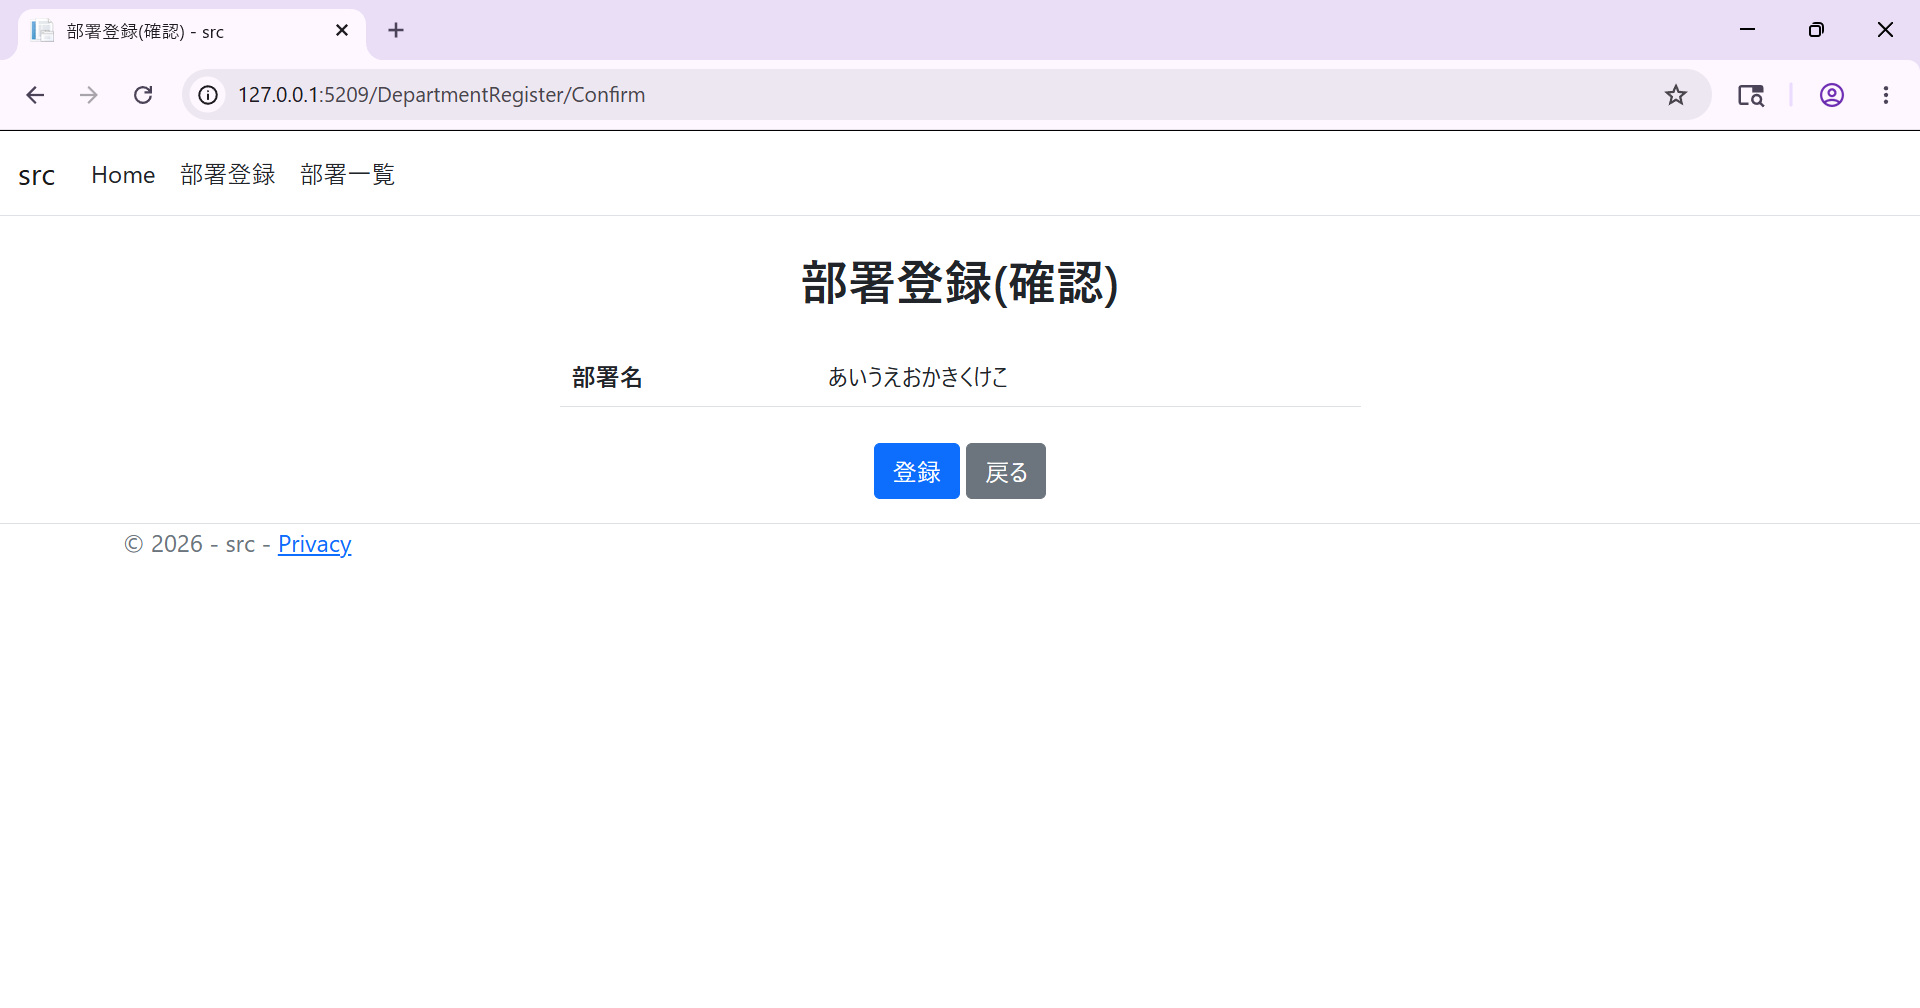 部署登録(確認) - src
127.0.0.1:5209/DepartmentRegister/Confirm
src Home 部署登録 部署一覧
部署登録(確認)
部署名 あいうえおかきくけこ
登録 戻る
© 2026 - src - Privacy